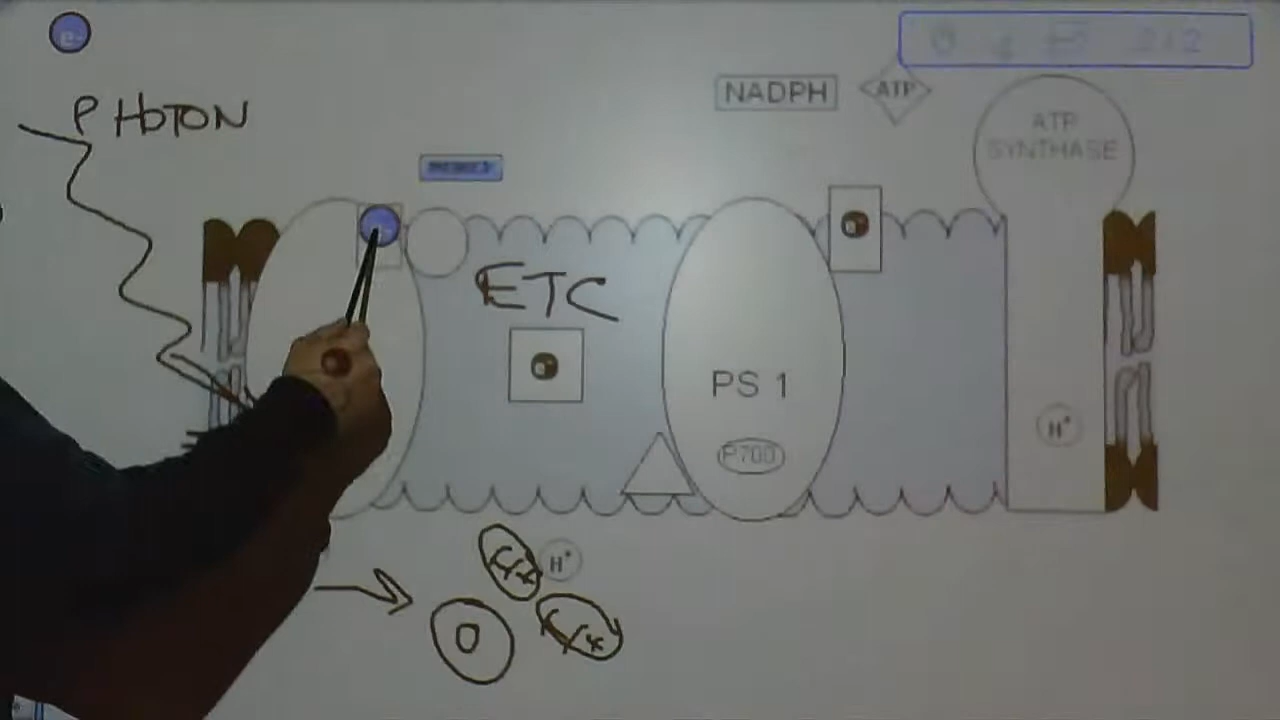 e-
PHOTON
NADPH
ATP
ATP
SYNTHASE
ETC
PS 1
P700
H+
H+
H+
H+
O